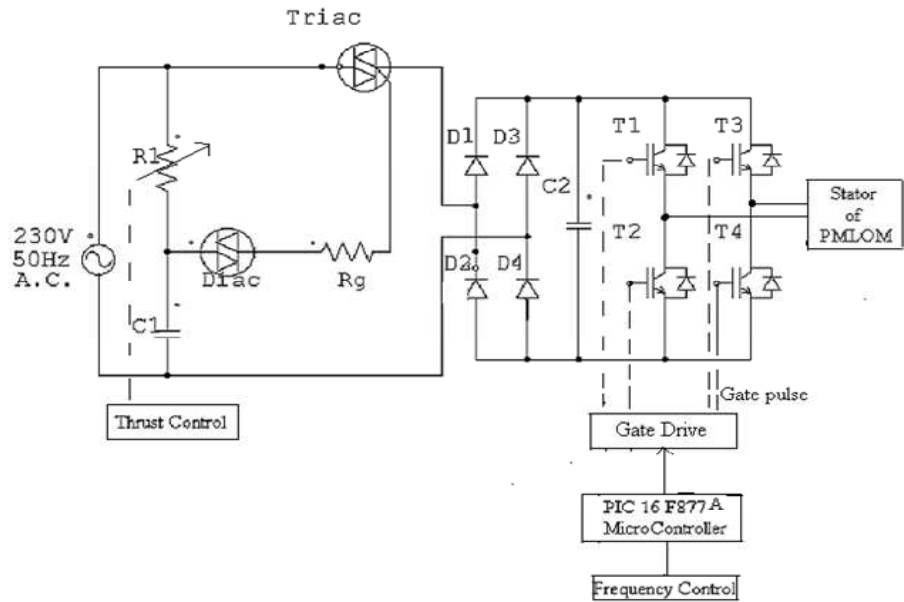 Triac
R1
230V
50Hz
A.C.
Diac
Rg
C1
Thrust Control
D1
D3
C2
D2
D4
T1
T3
T2
T4
Stator
of
PMLOM
Gate pulse
Gate Drive
PIC 16 F877A
MicroController
Frequency Control